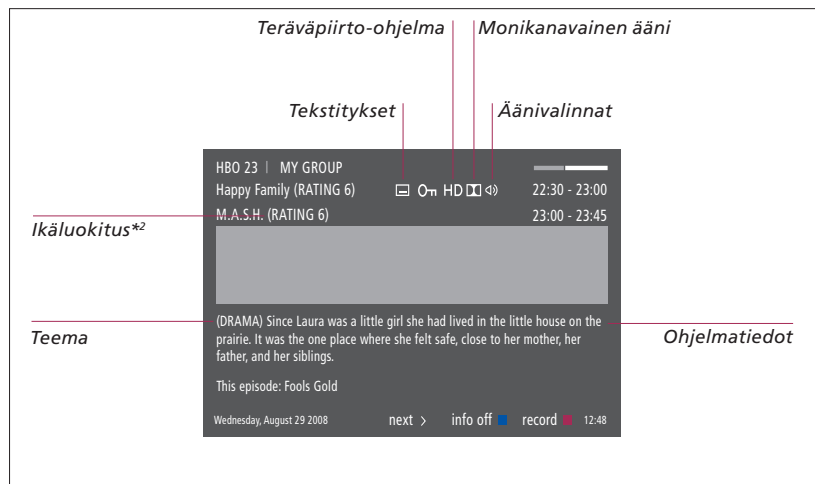 Teräväpiirto-ohjelma
Monikanavainen ääni
Tekstitykset
Äänivalinnat
HBO 23 | MY GROUP
Happy Family (RATING 6) HD 22:30 - 23:00
M.A.S.H. (RATING 6) 23:00 - 23:45
Ikäluokitus*2
(DRAMA) Since Laura was a little girl she had lived in the little house on the
prairie. It was the one place where she felt safe, close to her mother, her
father, and her siblings.
Teema
Ohjelmatiedot
This episode: Fools Gold
Wednesday, August 29 2008 next > info off record 12:48